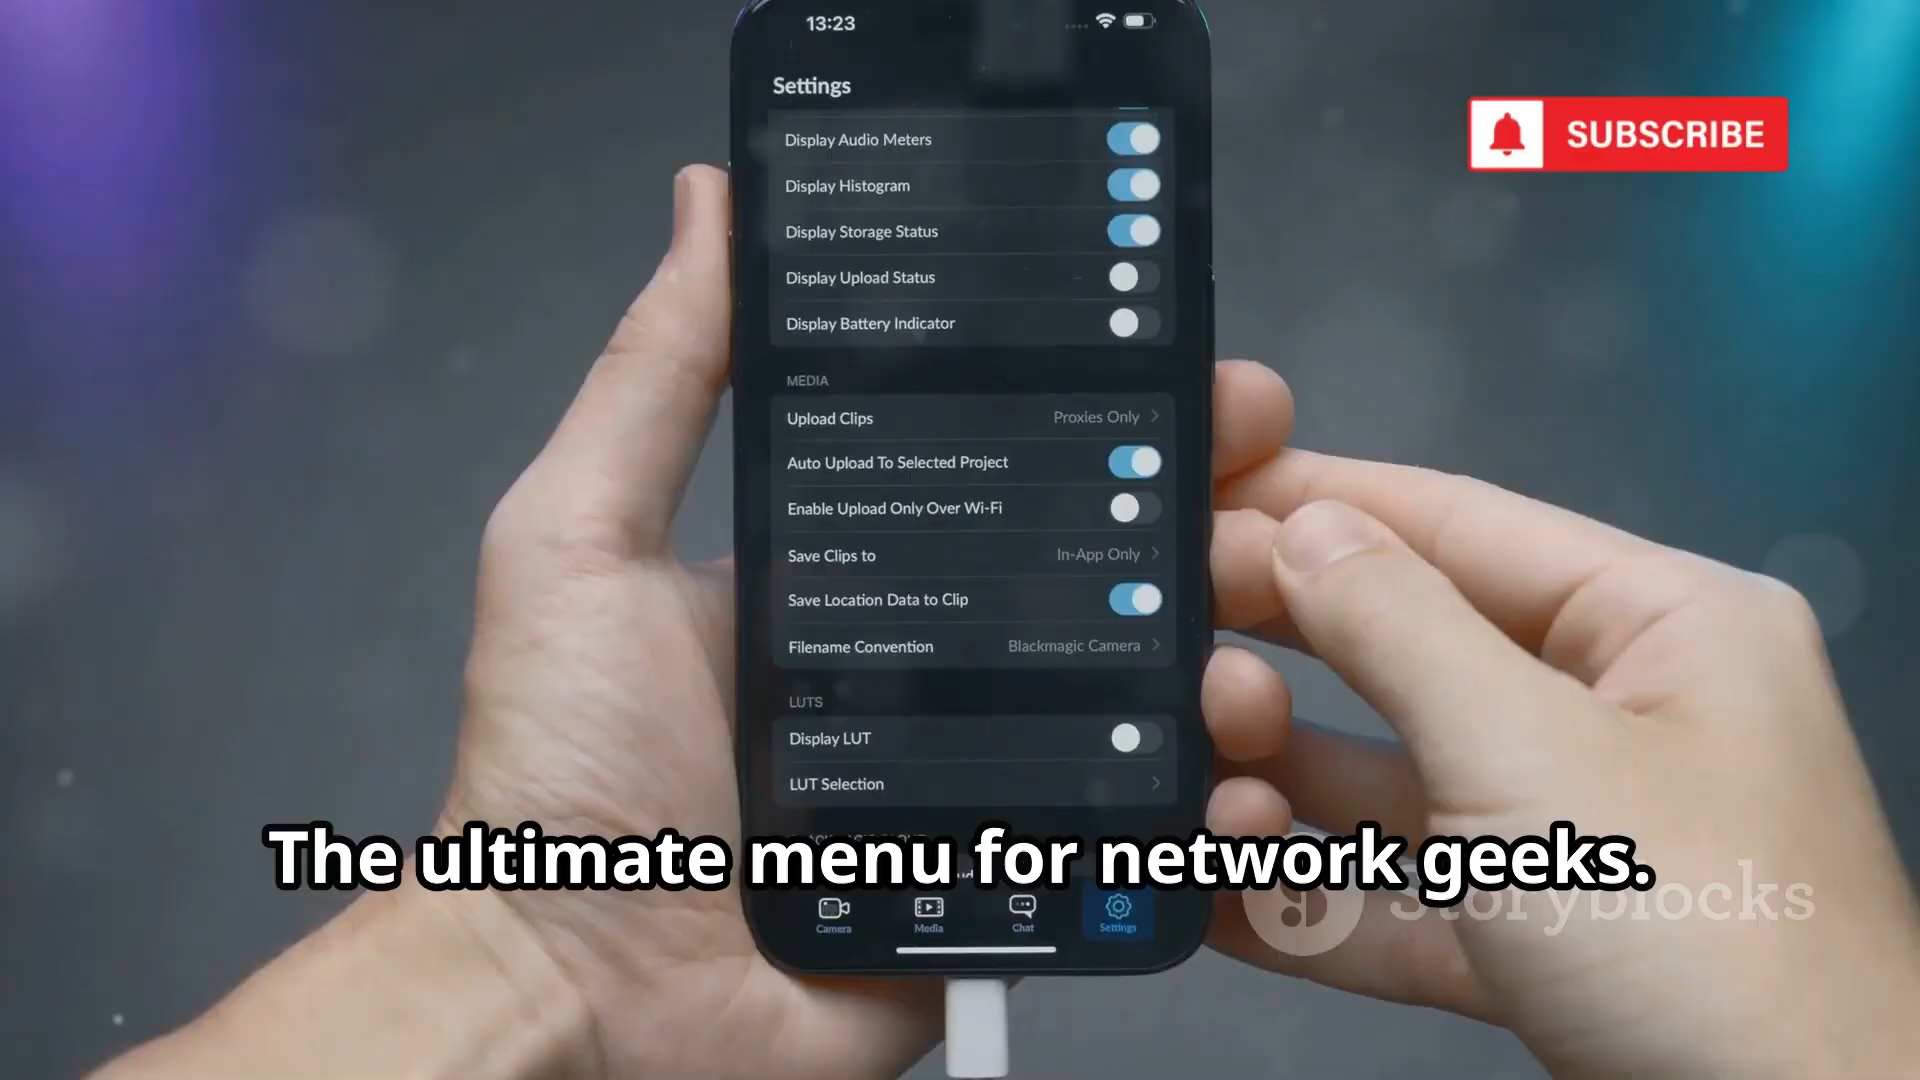 13:23
Settings
SUBSCRIBE
Display Audio Meters
Display Histogram
Display Storage Status
Display Upload Status
Display Battery Indicator
MEDIA
Upload Clips Proxies Only
Auto Upload To Selected Project
Enable Upload Only Over Wi-Fi
Save Clips to In-App Only
Save Location Data to Clip
Filename Convention Blackmagic Camera
LUTS
Display LUT
LUT Selection
The ultimate menu for network geeks.
Storyblocks
Camera Media Chat Settings